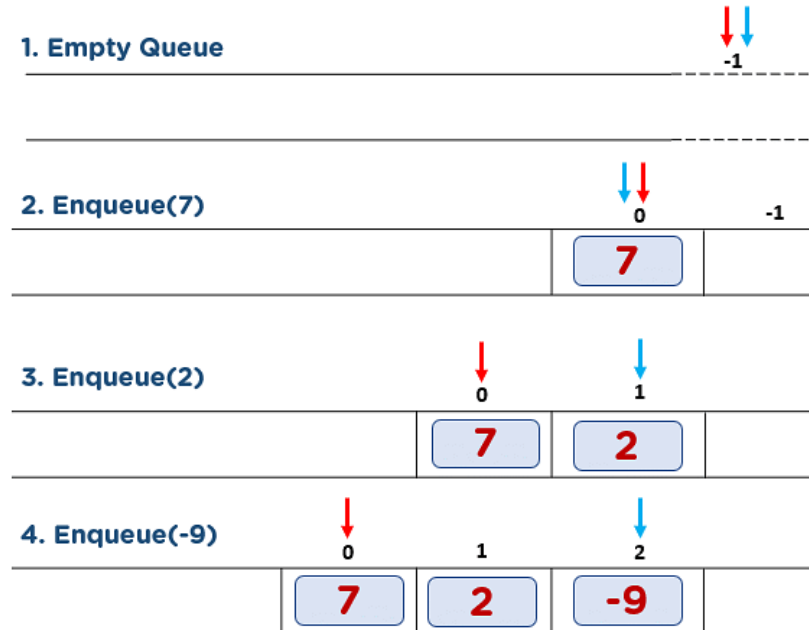 1. Empty Queue
-1
2. Enqueue(7)
0 -1
7
3. Enqueue(2)
0 1
7 2
4. Enqueue(-9)
0 1 2
7 2 -9